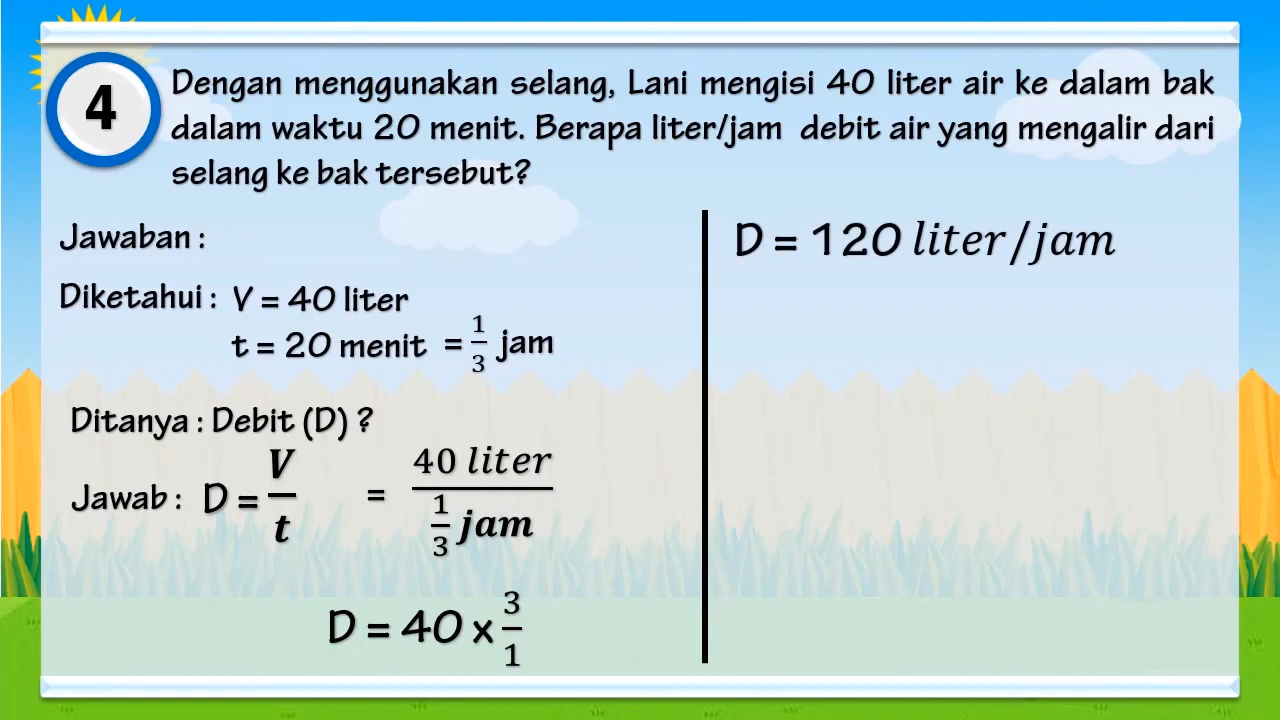 4
Dengan menggunakan selang, Lani mengisi 40 liter air ke dalam bak
dalam waktu 20 menit. Berapa liter/jam debit air yang mengalir dari
selang ke bak tersebut?
Jawaban :
Diketahui : V = 40 liter
t = 20 menit = 1/3 jam
Ditanya : Debit (D) ?
Jawab : D = V/t = 40 liter / 1/3 jam
D = 40 x 3/1
D = 120 liter/jam